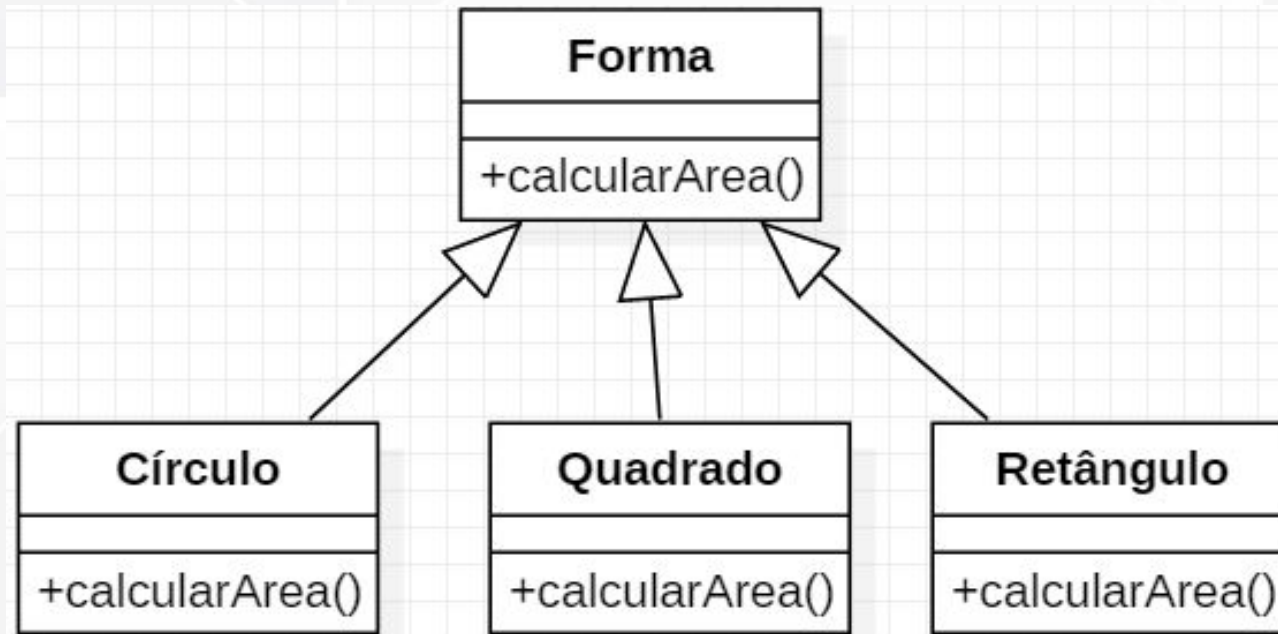 Forma
+calcularArea()
Círculo
Quadrado
Retângulo
+calcularArea()
+calcularArea()
+calcularArea()